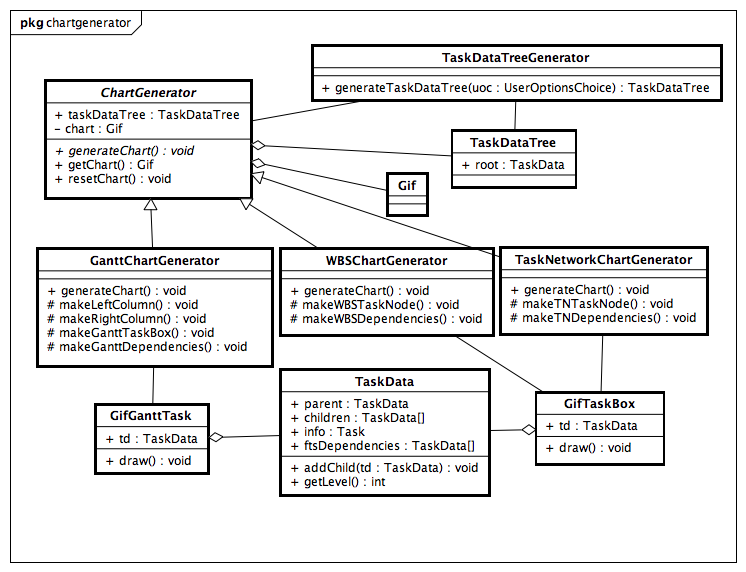 pkg chartgenerator
TaskDataTreeGenerator
+ generateTaskDataTree(uoc : UserOptionsChoice) : TaskDataTree
ChartGenerator
+ taskDataTree : TaskDataTree
– chart : Gif
+ generateChart() : void
+ getChart() : Gif
+ resetChart() : void
TaskDataTree
+ root : TaskData
Gif
GanttChartGenerator
+ generateChart() : void
# makeLeftColumn() : void
# makeRightColumn() : void
# makeGanttTaskBox() : void
# makeGanttDependencies() : void
WBSChartGenerator
+ generateChart() : void
# makeWBSTaskNode() : void
# makeWBSDependencies() : void
TaskNetworkChartGenerator
+ generateChart() : void
# makeTNTaskNode() : void
# makeTNDependencies() : void
GifGanttTask
+ td : TaskData
+ draw() : void
TaskData
+ parent : TaskData
+ children : TaskData[]
+ info : Task
+ ftsDependencies : TaskData[]
+ addChild(td : TaskData) : void
+ getLevel() : int
GifTaskBox
+ td : TaskData
+ draw() : void